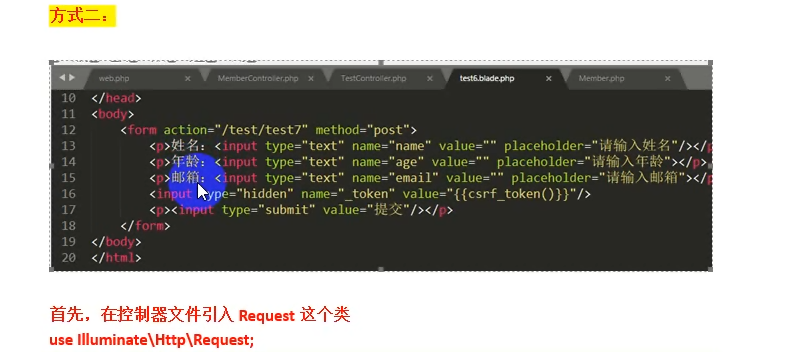 方式二：
web.php × MemberController.php × TestController.php × test6.blade.php × Member.php ×
10 </head>
11 <body>
12 <form action="/test/test7" method="post">
13 <p>姓名：<input type="text" name="name" value="" placeholder="请输入姓名"/></p
14 <p>年龄：<input type="text" name="age" value="" placeholder="请输入年龄"></p>
15 <p>邮箱：<input type="text" name="email" value="" placeholder="请输入邮箱"></p
16 <input type="hidden" name="_token" value="{{csrf_token()}}"/>
17 <p><input type="submit" value="提交"/></p>
18 </form>
19 </body>
20 </html>
首先，在控制器文件引入 Request 这个类
use Illuminate\Http\Request;